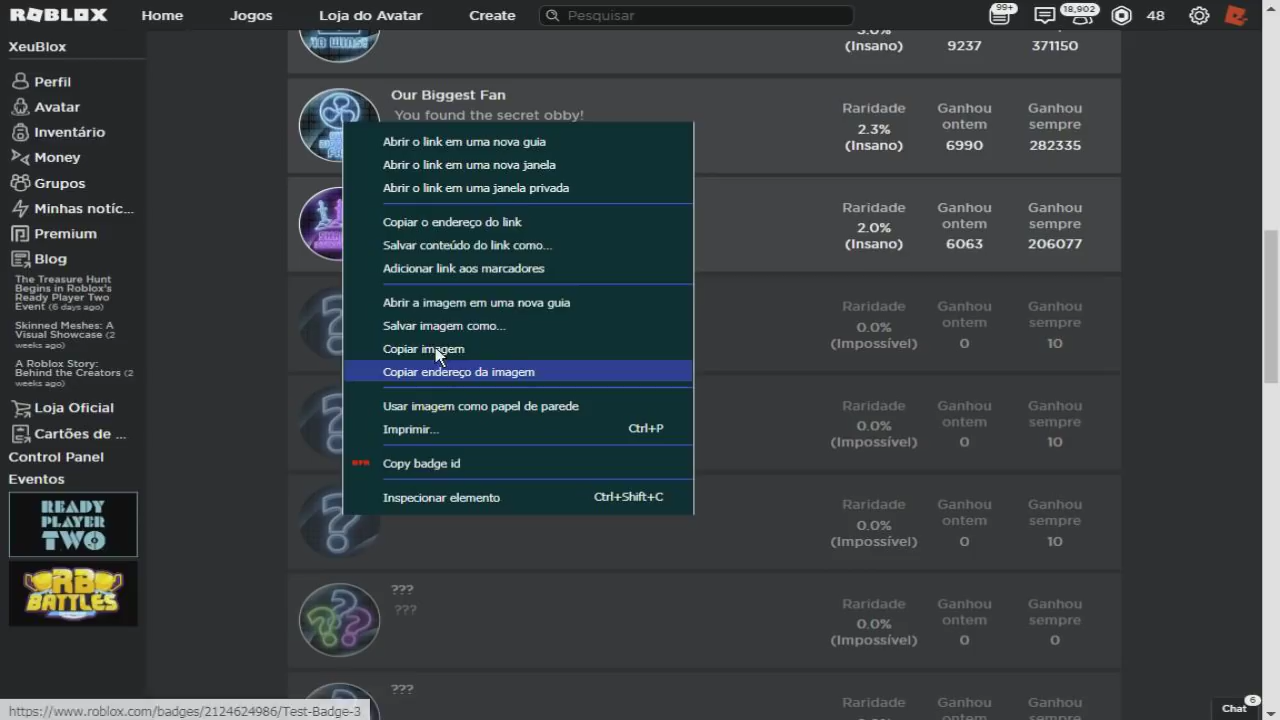 ROBLOX
Home
Jogos
Loja do Avatar
Create
Pesquisar
99+
18,902
48
XeuBlox
Perfil
Avatar
Inventário
Money
Grupos
Minhas notíc...
Premium
Blog
The Treasure Hunt
Begins in Roblox's
Ready Player Two
Event (6 days ago)
Skinned Meshes: A
Visual Showcase (2
weeks ago)
A Roblox Story:
Behind the Creators (2
weeks ago)
Loja Oficial
Cartões de ...
Control Panel
Eventos
READY
PLAYER
TWO
RB
BATTLES
10 WINS!
(Insano)
9237
371150
Our Biggest Fan
You found the secret obby!
Raridade
2.3%
(Insano)
Ganhou
ontem
6990
Ganhou
sempre
282335
Raridade
2.0%
(Insano)
Ganhou
ontem
6063
Ganhou
sempre
206077
Raridade
0.0%
(Impossível)
Ganhou
ontem
0
Ganhou
sempre
10
Raridade
0.0%
(Impossível)
Ganhou
ontem
0
Ganhou
sempre
10
Raridade
0.0%
(Impossível)
Ganhou
ontem
0
Ganhou
sempre
10
???
???
Raridade
0.0%
(Impossível)
Ganhou
ontem
0
Ganhou
sempre
0
???
Raridade
Ganhou
Ganhou
Abrir o link em uma nova guia
Abrir o link em uma nova janela
Abrir o link em uma janela privada
Copiar o endereço do link
Salvar conteúdo do link como...
Adicionar link aos marcadores
Abrir a imagem em uma nova guia
Salvar imagem como...
Copiar imagem
Copiar endereço da imagem
Usar imagem como papel de parede
Imprimir... Ctrl+P
BTR Copy badge id
Inspecionar elemento Ctrl+Shift+C
https://www.roblox.com/badges/2124624986/Test-Badge-3
Chat
6